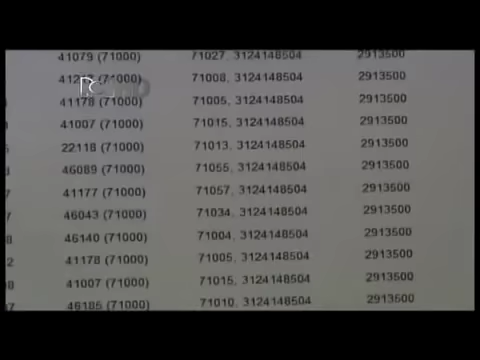 41079 (71000) 71027, 3124148504 2913500
(71000) 71008, 3124148504 2913500
41178 (71000) 71005, 3124148504 2913500
41007 (71000) 71015, 3124148504 2913500
22118 (71000) 71013, 3124148504 2913500
46089 (71000) 71055, 3124148504 2913500
41177 (71000) 71057, 3124148504 2913500
46043 (71000) 71034, 3124148504 2913500
46140 (71000) 71004, 3124148504 2913500
41178 (71000) 71005, 3124148504 2913500
41007 (71000) 71015, 3124148504 2913500
46185 (71000) 71010, 3124148504 2913500